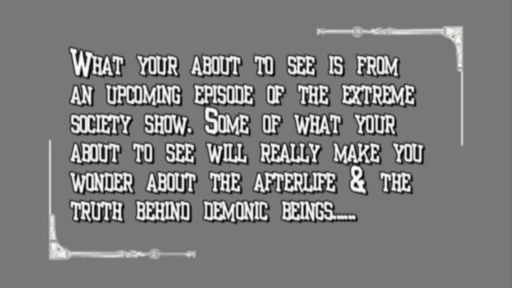 What your about to see is from
an upcoming episode of the extreme
society show. Some of what your
about to see will really make you
wonder about the afterlife & the
truth behind demonic beings......